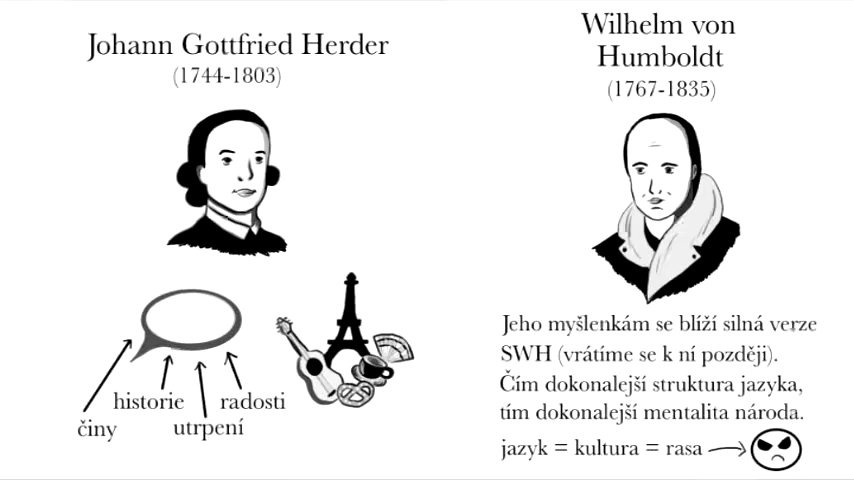 Johann Gottfried Herder
(1744-1803)
historie
radosti
činy
utrpení
Wilhelm von
Humboldt
(1767-1835)
Jeho myšlenkám se blíží silná verze
SWH (vrátíme se k ní později).
Čím dokonalejší struktura jazyka,
tím dokonalejší mentalita národa.
jazyk = kultura = rasa